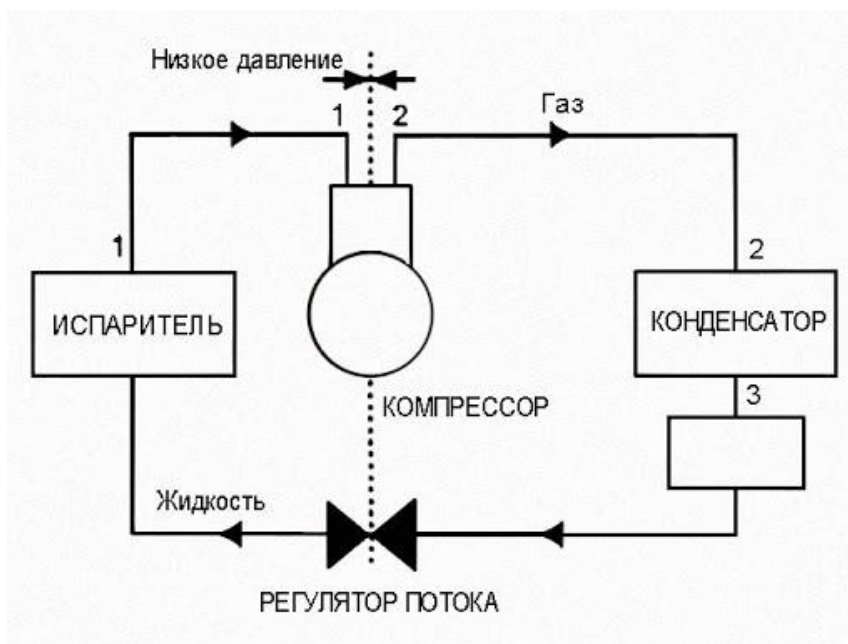 Низкое давление
1 2 Газ
1
2
ИСПАРИТЕЛЬ
КОНДЕНСАТОР
3
КОМПРЕССОР
Жидкость
РЕГУЛЯТОР ПОТОКА